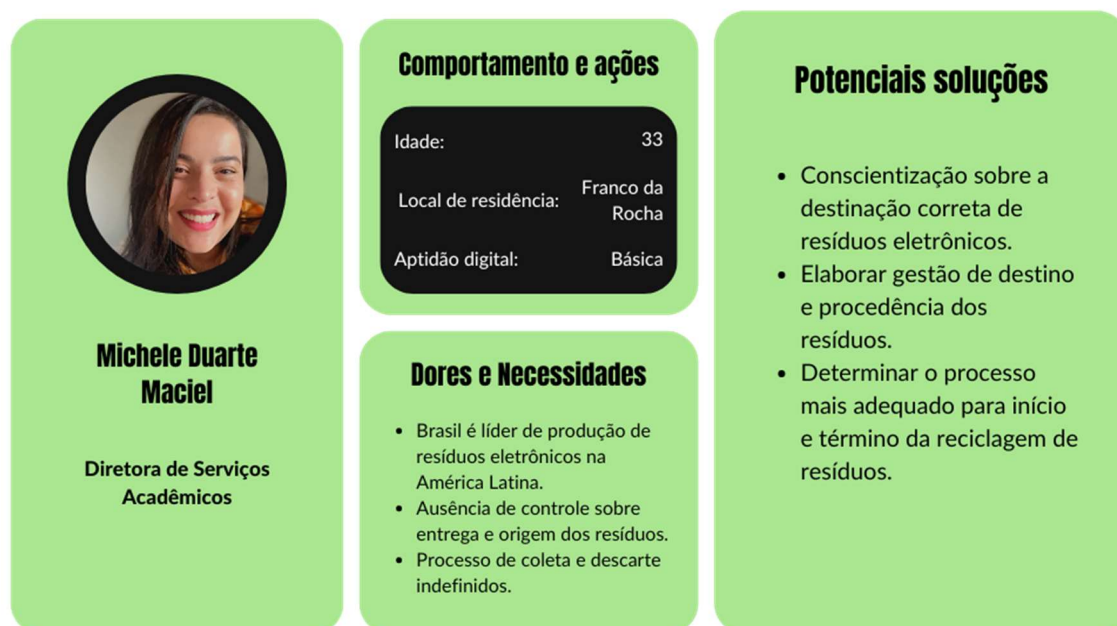 Michele Duarte
Maciel
Diretora de Serviços
Acadêmicos
Comportamento e ações
Idade: 33
Local de residência: Franco da
Rocha
Aptidão digital: Básica
Dores e Necessidades
• Brasil é líder de produção de
resíduos eletrônicos na
América Latina.
• Ausência de controle sobre
entrega e origem dos resíduos.
• Processo de coleta e descarte
indefinidos.
Potenciais soluções
• Conscientização sobre a
destinação correta de
resíduos eletrônicos.
• Elaborar gestão de destino
e procedência dos
resíduos.
• Determinar o processo
mais adequado para início
e término da reciclagem de
resíduos.